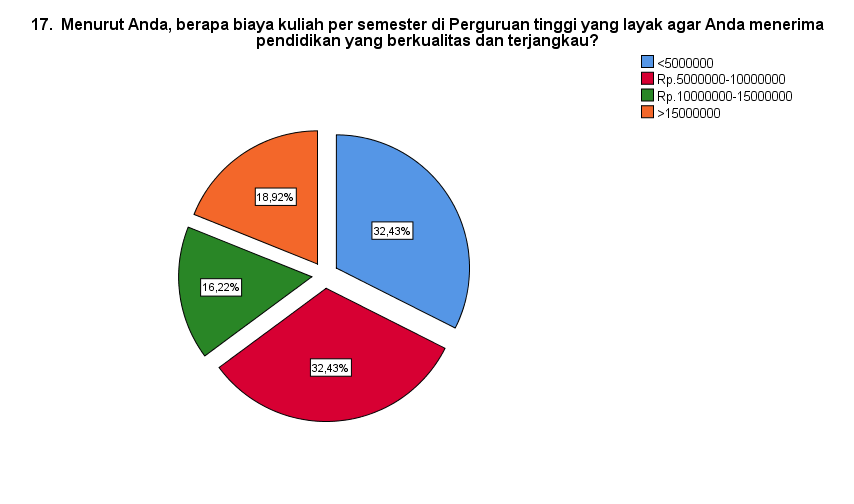 17. Menurut Anda, berapa biaya kuliah per semester di Perguruan tinggi yang layak agar Anda menerima
pendidikan yang berkualitas dan terjangkau?
<5000000
Rp.5000000-10000000
Rp.10000000-15000000
>15000000
18,92%
32,43%
16,22%
32,43%